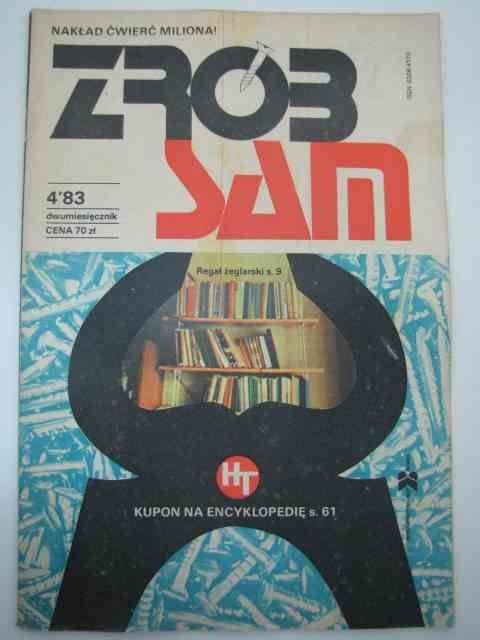 NAKŁAD ĆWIERĆ MILIONA!
ZRÓB
SAM
4'83
dwumiesięcznik
CENA 70 zł
Regał żeglarski s. 9
HT
KUPON NA ENCYKLOPEDIĘ s. 61